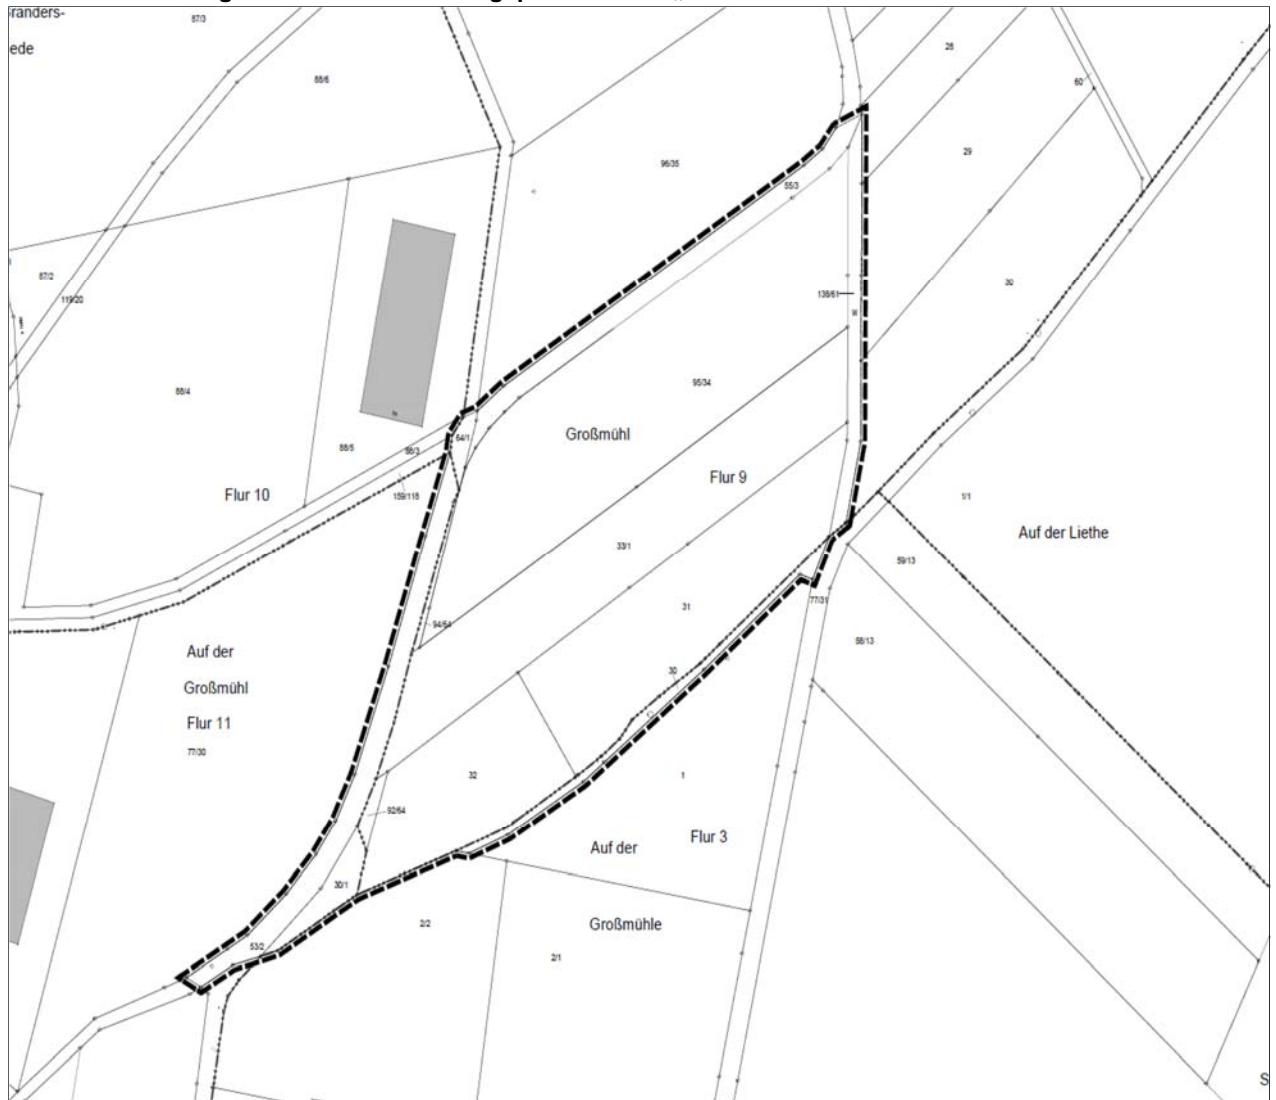 randers-
87/3
ede
88/6
28
60
96/35
29
55/3
87/2
119/20
30
136/61
95/34
88/4
Großmühl
64/1
88/5
88/3
Flur 9
Flur 10
159/118
1/1
Auf der Liethe
33/1
59/13
77/31
31
94/64
58/13
Auf der
30
Großmühl
Flur 11
77/30
32
1
92/64
Flur 3
Auf der
30/1
2/2
Großmühle
53/2
2/1
S